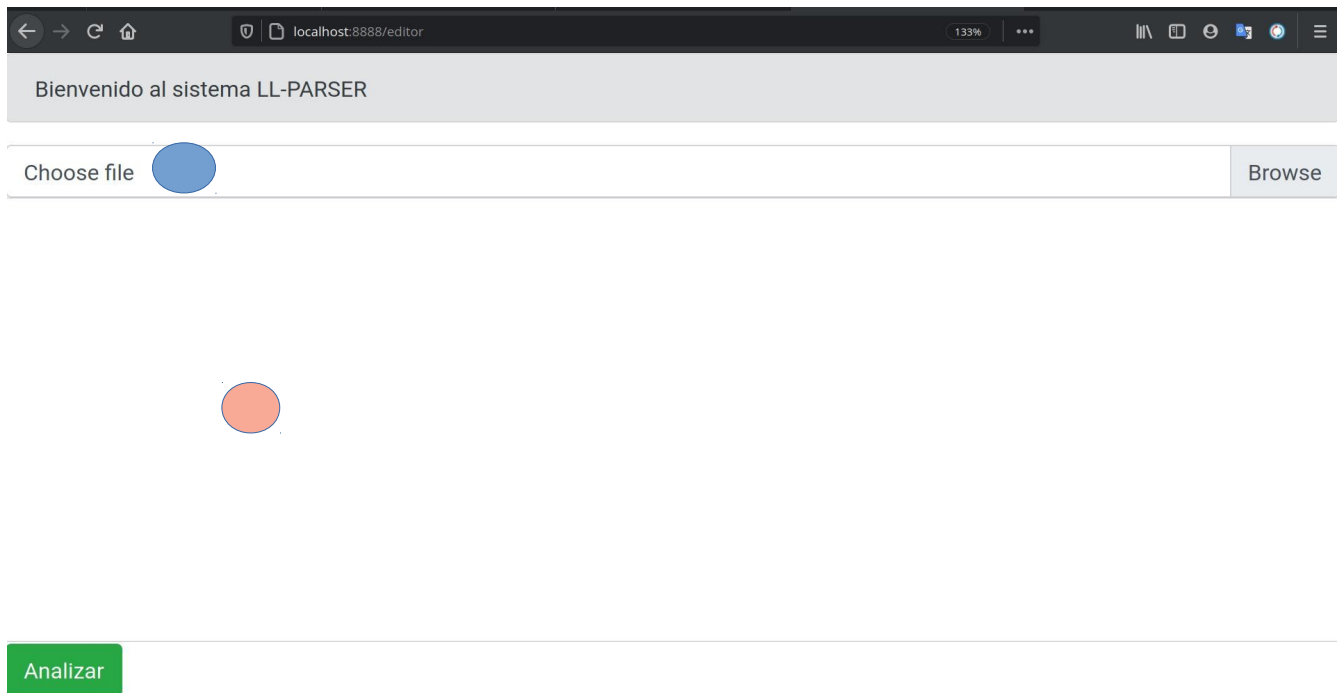 localhost:8888/editor
133%
Bienvenido al sistema LL-PARSER
Choose file
Browse
Analizar